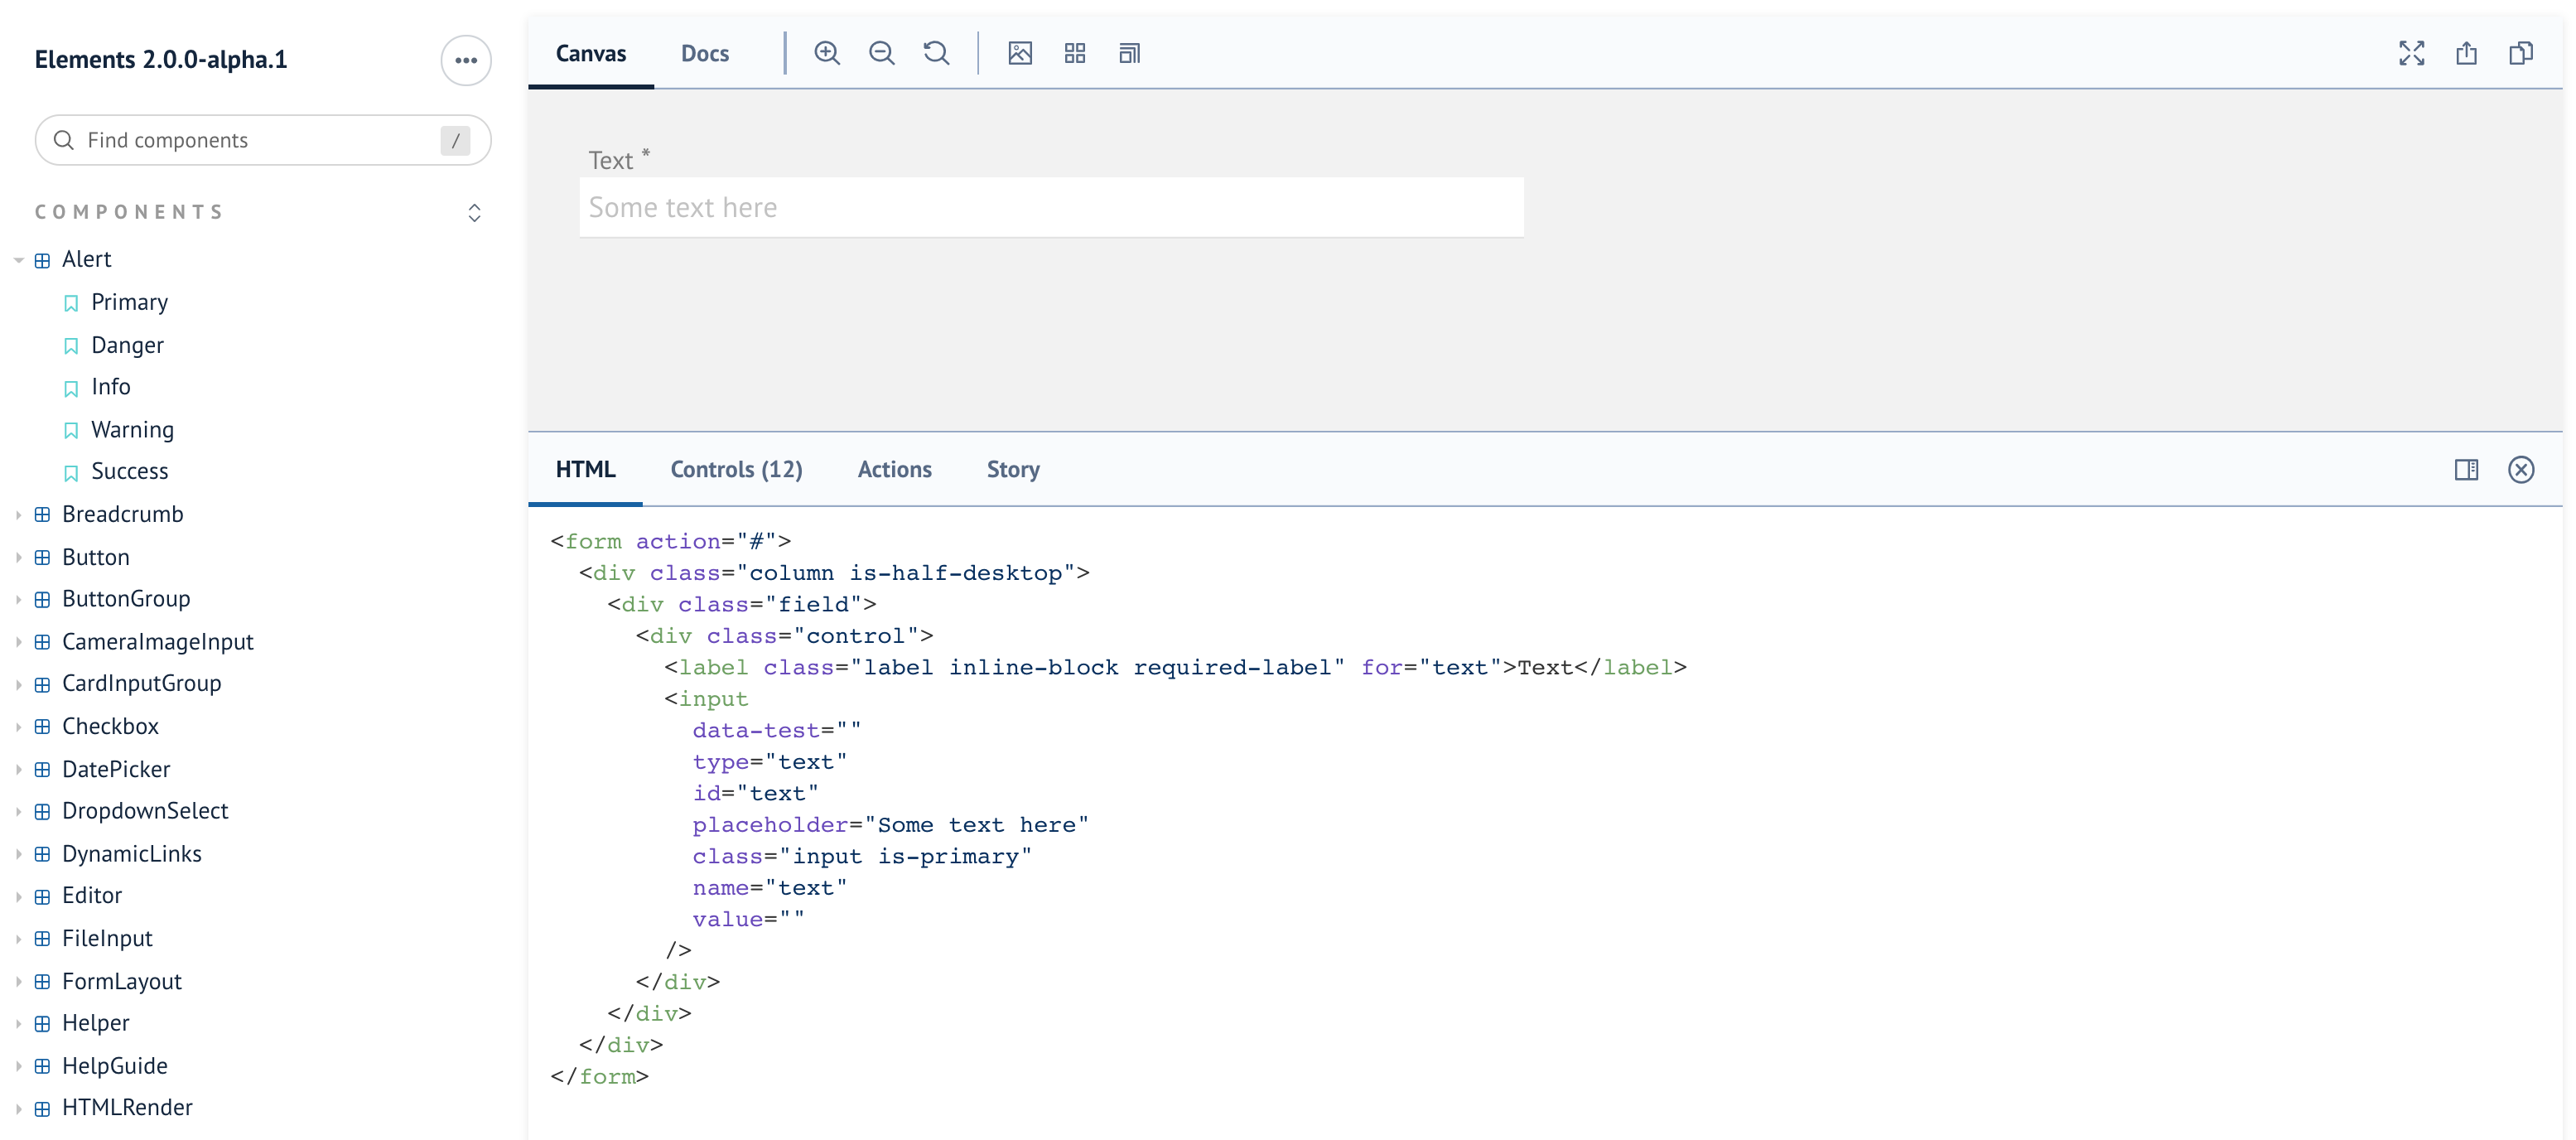 Elements 2.0.0-alpha.1
Find components /
COMPONENTS
Alert
Primary
Danger
Info
Warning
Success
Breadcrumb
Button
ButtonGroup
CameraImageInput
CardInputGroup
Checkbox
DatePicker
DropdownSelect
DynamicLinks
Editor
FileInput
FormLayout
Helper
HelpGuide
HTMLRender
Canvas Docs
Text *
Some text here
HTML Controls (12) Actions Story
<form action="#">
  <div class="column is-half-desktop">
    <div class="field">
      <div class="control">
        <label class="label inline-block required-label" for="text">Text</label>
        <input
          data-test=""
          type="text"
          id="text"
          placeholder="Some text here"
          class="input is-primary"
          name="text"
          value=""
        />
      </div>
    </div>
  </div>
</form>